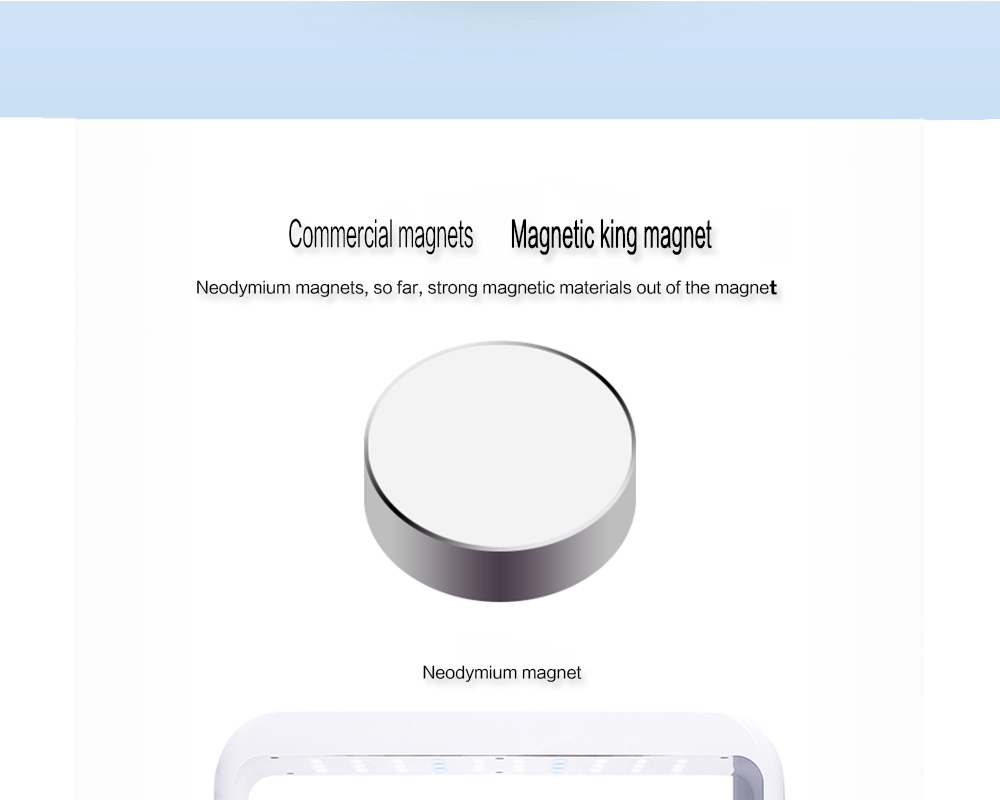 Commercial magnets Magnetic king magnet
Neodymium magnets, so far, strong magnetic materials out of the magnet
Neodymium magnet